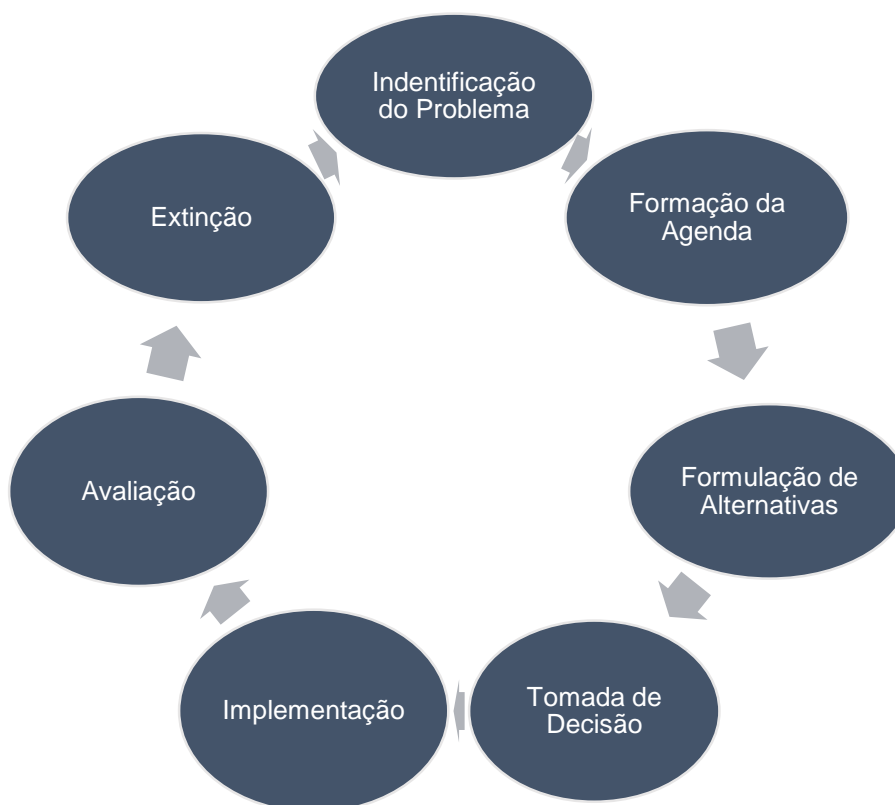 Indentificação
do Problema
Formação da
Agenda
Formulação de
Alternativas
Tomada de
Decisão
Implementação
Avaliação
Extinção